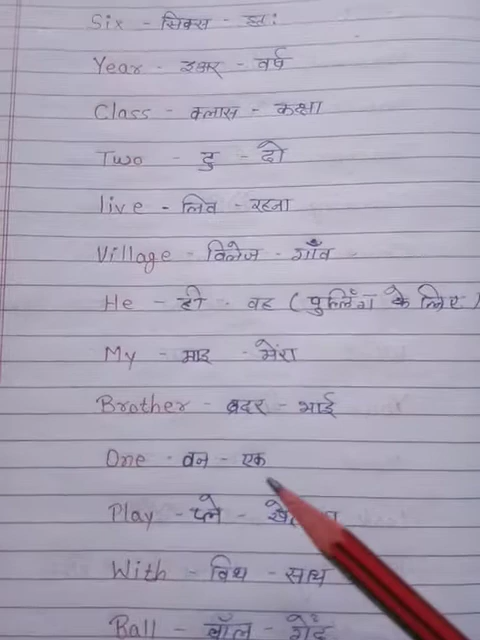 Six - सिक्स - छः
Year - इअर - वर्ष
Class - क्लास - कक्षा
Two - टु - दो
live - लिव - रहना
Village - विलेज - गाँव
He - ही - वह (पुल्लिंग के लिए)
My - माइ - मेरा
Brother - ब्रदर - भाई
One - वन - एक
Play - प्ले -
With - विथ - साथ
Ball - बॉल - गेंद